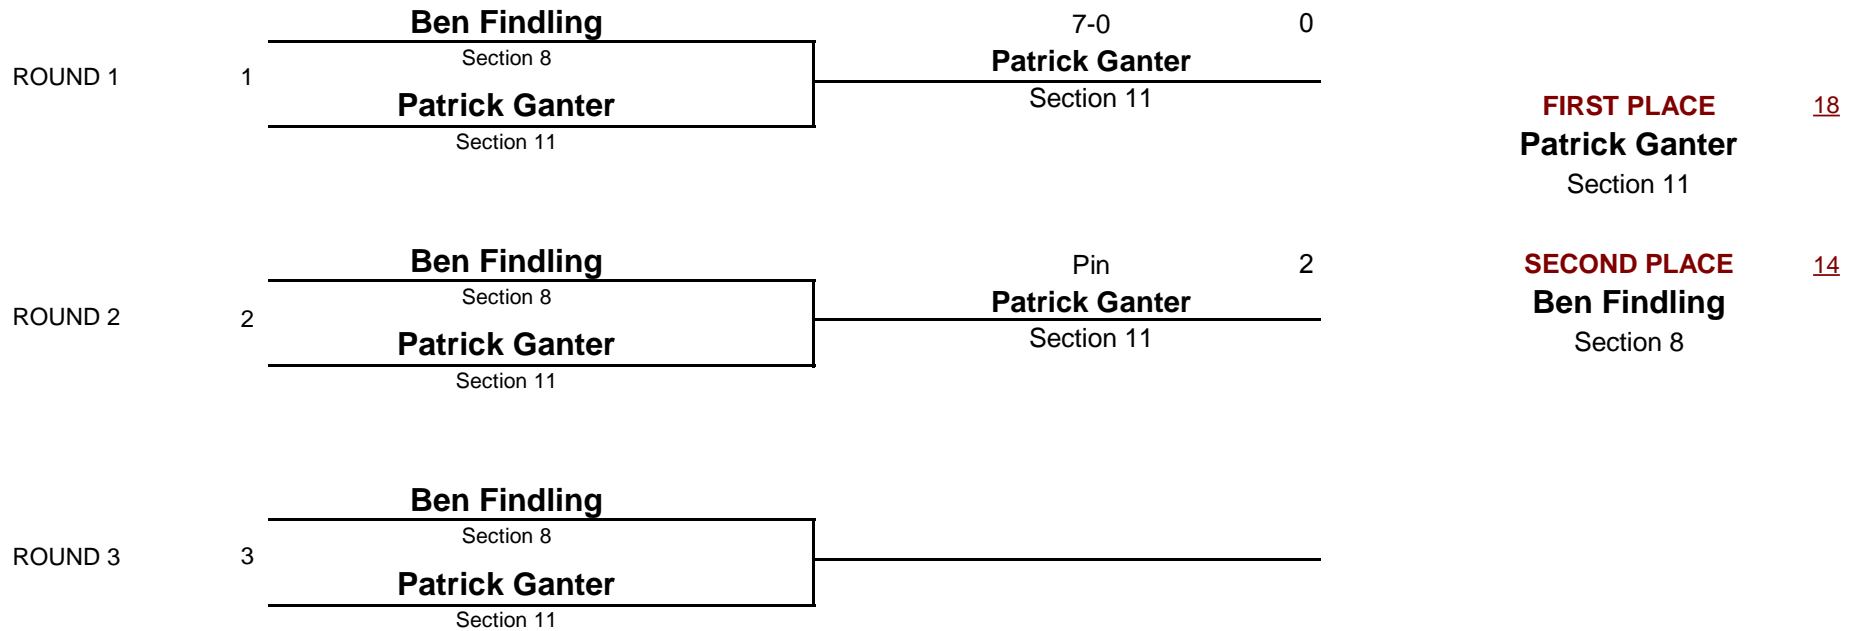 Ben Findling
7-0 0
Section 8
Patrick Ganter
ROUND 1 1
Patrick Ganter
Section 11
Section 11
FIRST PLACE 18
Patrick Ganter
Section 11
Ben Findling
Pin 2
Section 8
Patrick Ganter
ROUND 2 2
Patrick Ganter
Section 11
Section 11
SECOND PLACE 14
Ben Findling
Section 8
Ben Findling
Section 8
ROUND 3 3
Patrick Ganter
Section 11